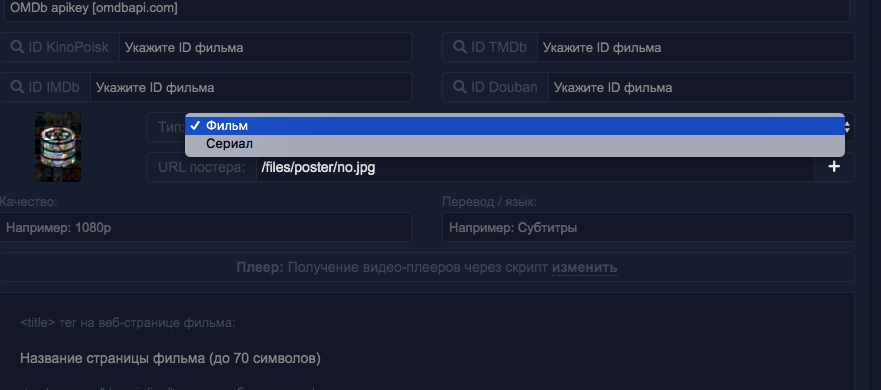 OMDb apikey [omdbapi.com]
ID KinoPoisk Укажите ID фильма
ID TMDb Укажите ID фильма
ID IMDb Укажите ID фильма
ID Douban Укажите ID фильма
Тип:
✓ Фильм
Сериал
URL постера: /files/poster/no.jpg +
Качество:
Перевод / язык:
Например: 1080p
Например: Субтитры
Плеер: Получение видео-плееров через скрипт изменить
<title> тег на веб-странице фильма:
Название страницы фильма (до 70 символов)